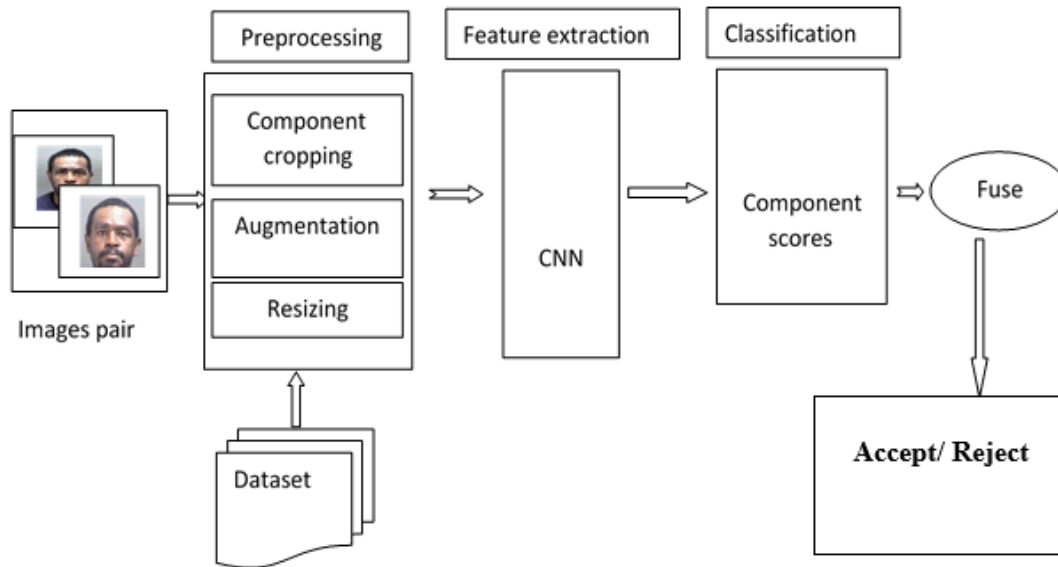 Preprocessing
Feature extraction
Classification
Component
cropping
Augmentation
Resizing
Images pair
CNN
Component
scores
Fuse
Dataset
Accept/ Reject